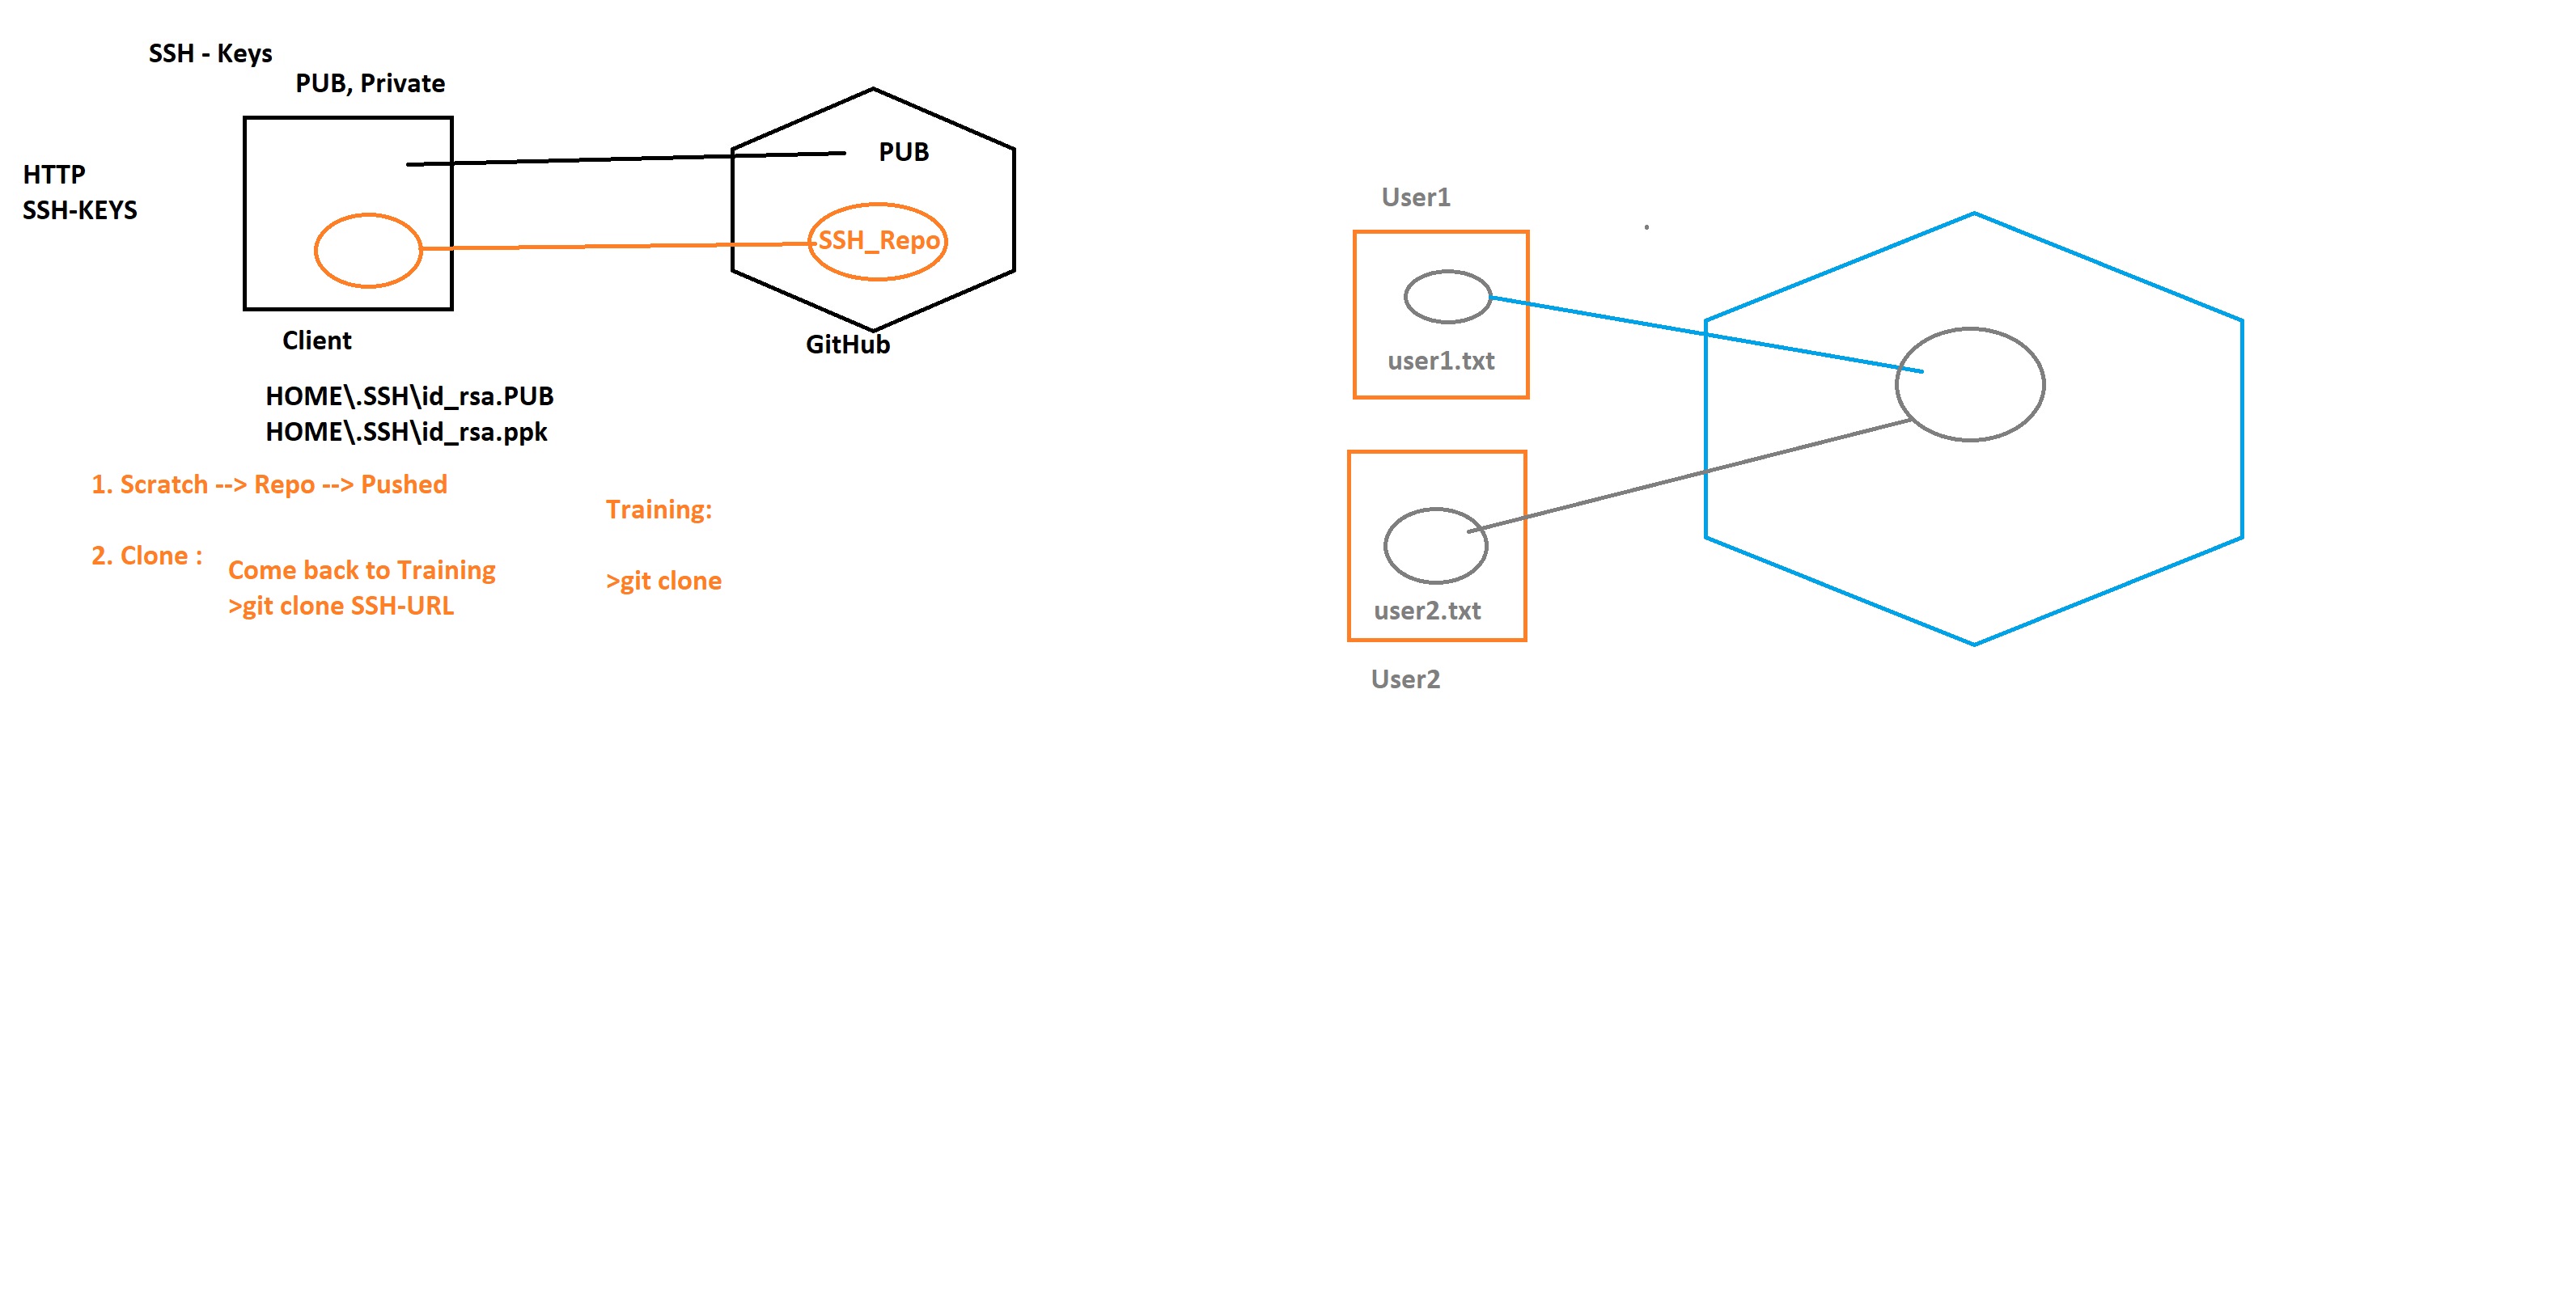 SSH - Keys
PUB, Private
HTTP
SSH-KEYS
PUB
SSH_Repo
Client
GitHub
HOME\.SSH\id_rsa.PUB
HOME\.SSH\id_rsa.ppk
1. Scratch --> Repo --> Pushed
2. Clone :
Come back to Training
>git clone SSH-URL
Training:
>git clone
User1
user1.txt
user2.txt
User2